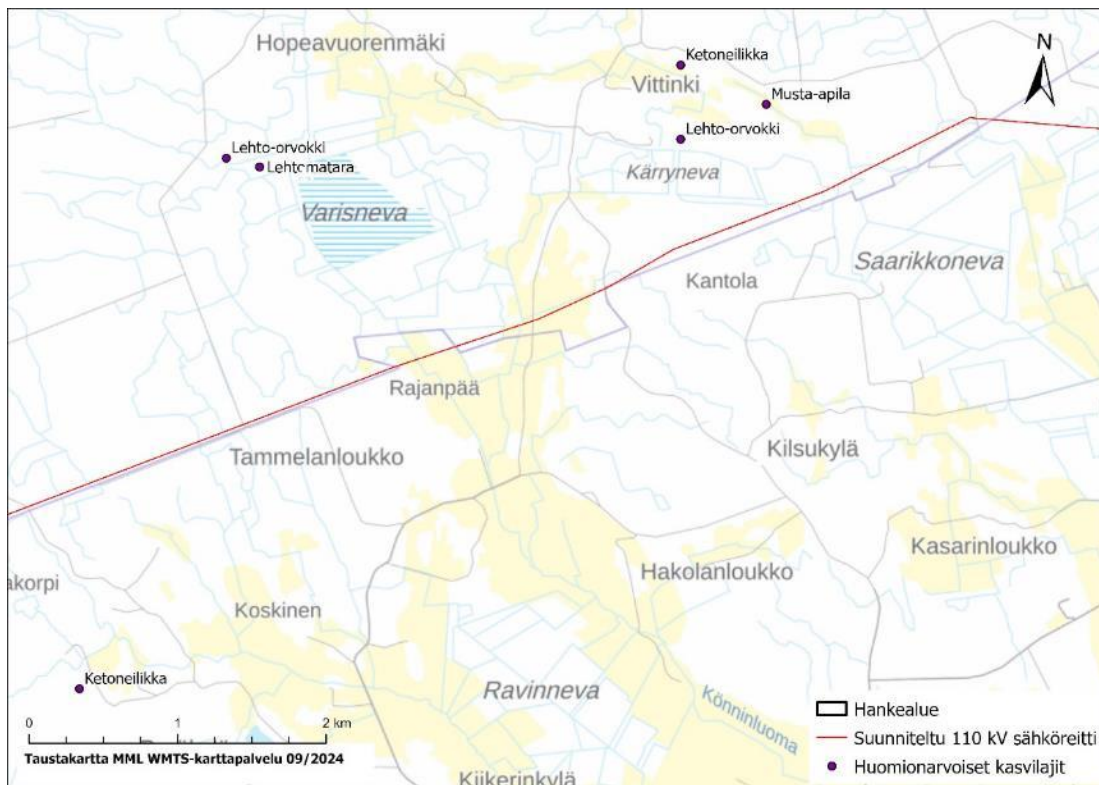 Hopeavuorenmäki
Ketoneilikka
N
Vittinki
Musta-apila
Lehto-orvokki
Lehto-orvokki
Lehtomatara
Kärryneva
Varisneva
Saarikkoneva
Kantola
Rajanpää
Tammelanloukko
Kilsukylä
Kasarinloukko
Hakolanloukko
akorpi
Koskinen
Ketoneilikka
Ravinneva
Könninluoma
0 1 2 km
Hankealue
Suunniteltu 110 kV sähköreitti
Huomionarvoiset kasvilajit
Taustakartta MML WMTS-karttapalvelu 09/2024
Kiikerinkylä